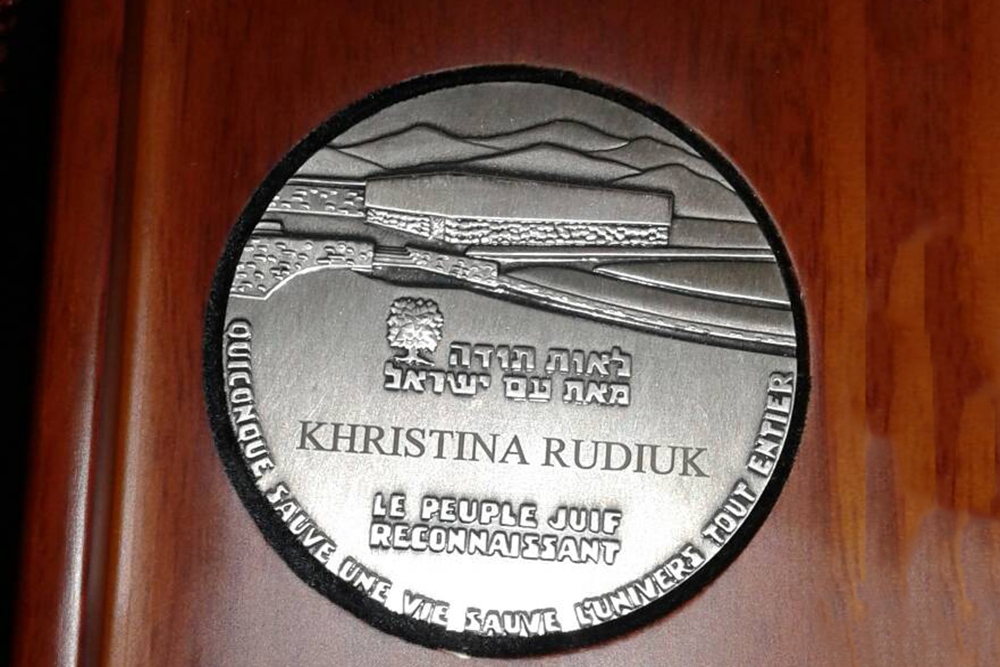 לאות תודה
מאת עם ישראל
KHRISTINA RUDIUK
LE PEUPLE JUIF
RECONNAISSANT
QUICONQUE SAUVE UNE VIE SAUVE L'UNIVERS TOUT ENTIER